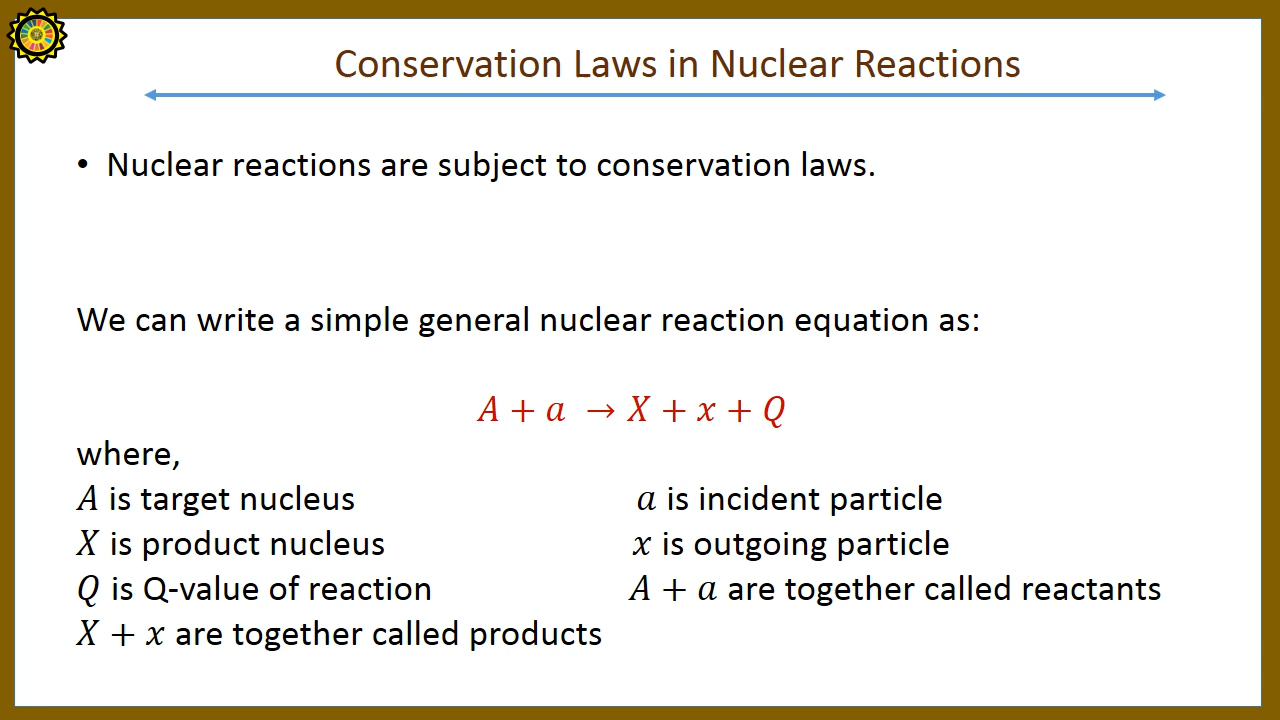 Conservation Laws in Nuclear Reactions
• Nuclear reactions are subject to conservation laws.
We can write a simple general nuclear reaction equation as:
A + a → X + x + Q
where,
A is target nucleus a is incident particle
X is product nucleus x is outgoing particle
Q is Q-value of reaction A + a are together called reactants
X + x are together called products